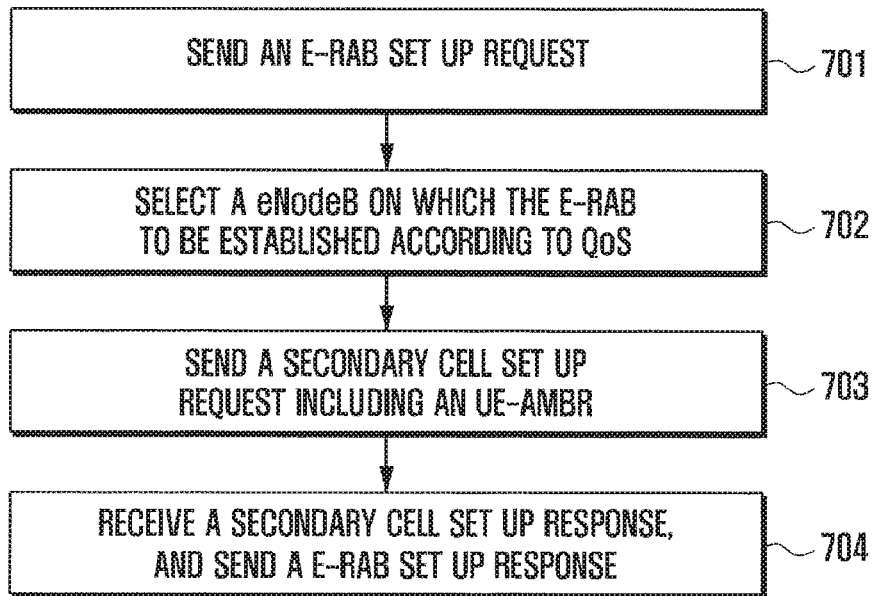 SEND AN E-RAB SET UP REQUEST
701
SELECT A eNodeB ON WHICH THE E-RAB
TO BE ESTABLISHED ACCORDING TO QoS
702
SEND A SECONDARY CELL SET UP
REQUEST INCLUDING AN UE-AMBR
703
RECEIVE A SECONDARY CELL SET UP RESPONSE,
AND SEND A E-RAB SET UP RESPONSE
704